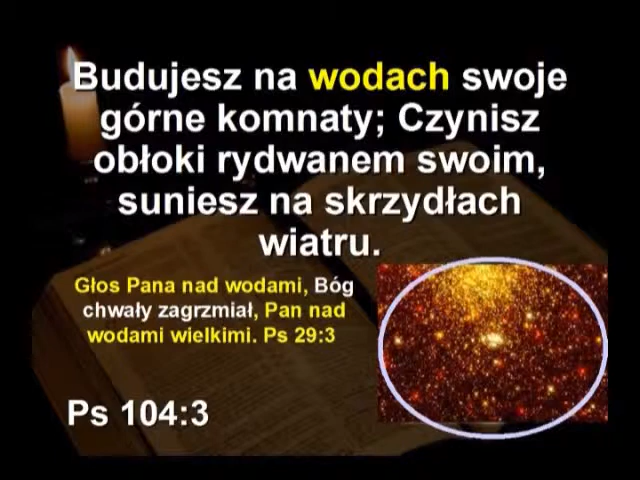 Budujesz na wodach swoje
górne komnaty; Czynisz
obłoki rydwanem swoim,
suniesz na skrzydłach
wiatru.
Głos Pana nad wodami, Bóg
chwały zagrzmiał, Pan nad
wodami wielkimi. Ps 29:3
Ps 104:3